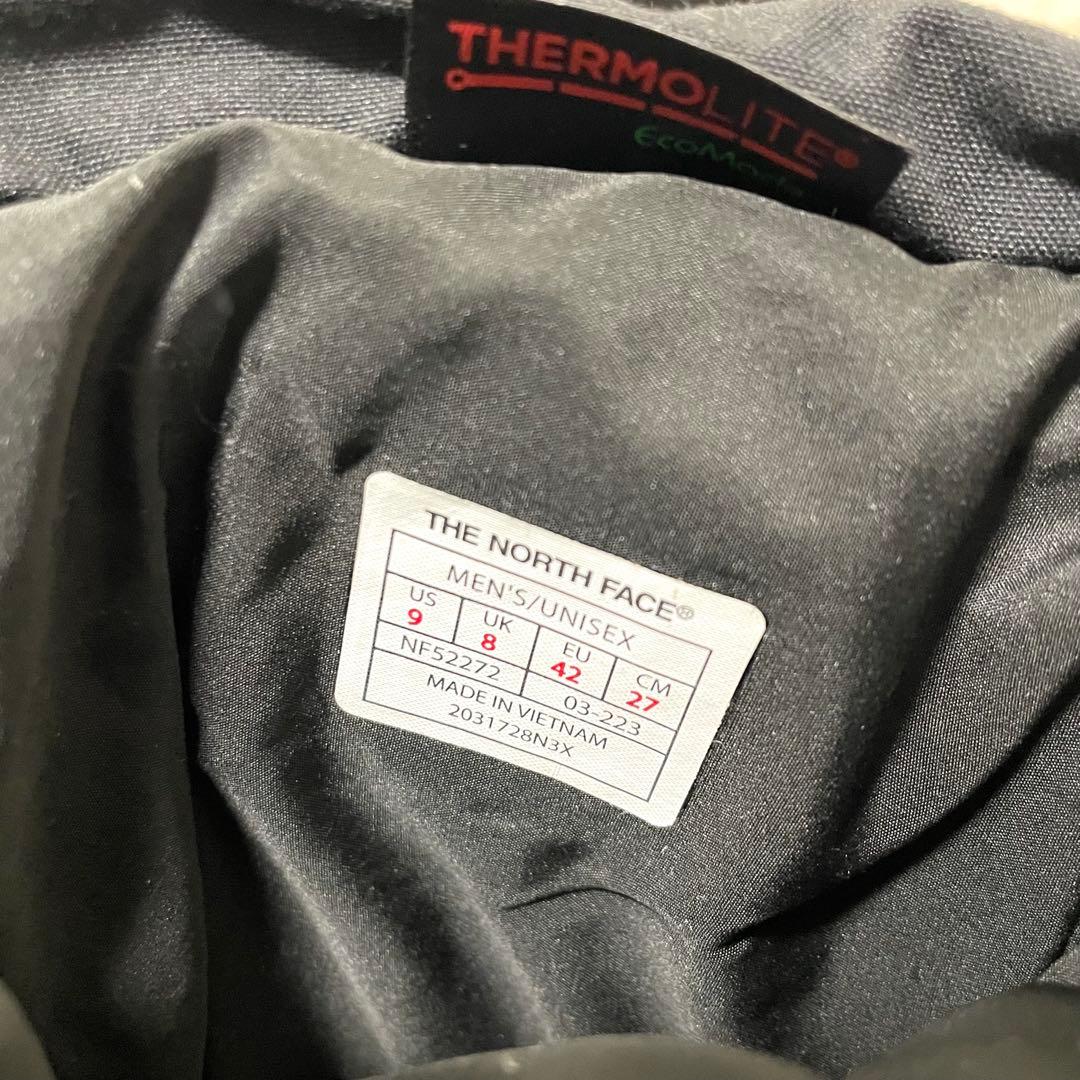 THERMOLITE®
EcoMade
THE NORTH FACE®
MEN'S/UNISEX
US UK EU CM
9 8 42 27
NF52272 03-223
MADE IN VIETNAM
2031728N3X